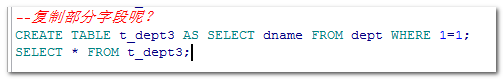 --复制部分字段呢？
CREATE TABLE t_dept3 AS SELECT dname FROM dept WHERE 1=1;
SELECT * FROM t_dept3;